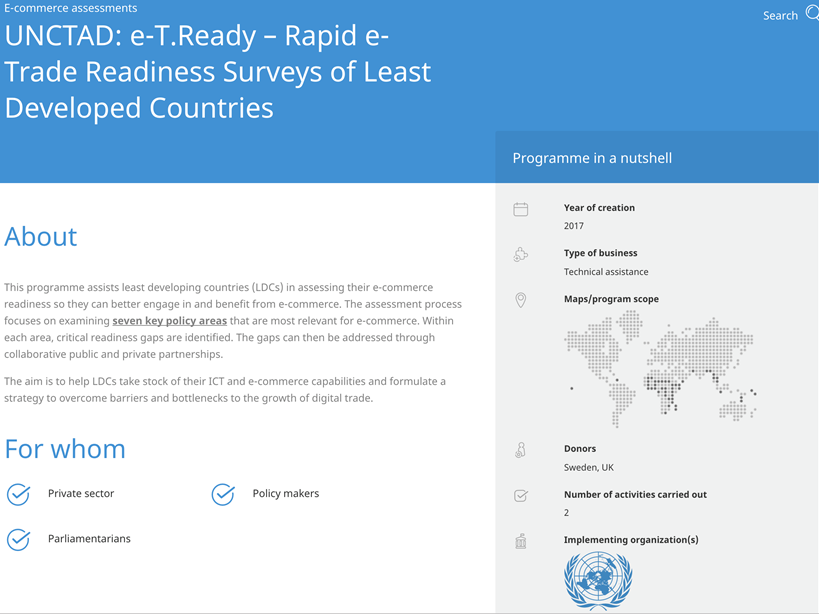 E-commerce assessments
Search
UNCTAD: e-T.Ready – Rapid e-
Trade Readiness Surveys of Least
Developed Countries
Programme in a nutshell
About
This programme assists least developing countries (LDCs) in assessing their e-commerce
readiness so they can better engage in and benefit from e-commerce. The assessment process
focuses on examining seven key policy areas that are most relevant for e-commerce. Within
each area, critical readiness gaps are identified. The gaps can then be addressed through
collaborative public and private partnerships.
The aim is to help LDCs take stock of their ICT and e-commerce capabilities and formulate a
strategy to overcome barriers and bottlenecks to the growth of digital trade.
For whom
Private sector
Policy makers
Parliamentarians
Year of creation
2017
Type of business
Technical assistance
Maps/program scope
Donors
Sweden, UK
Number of activities carried out
2
Implementing organization(s)